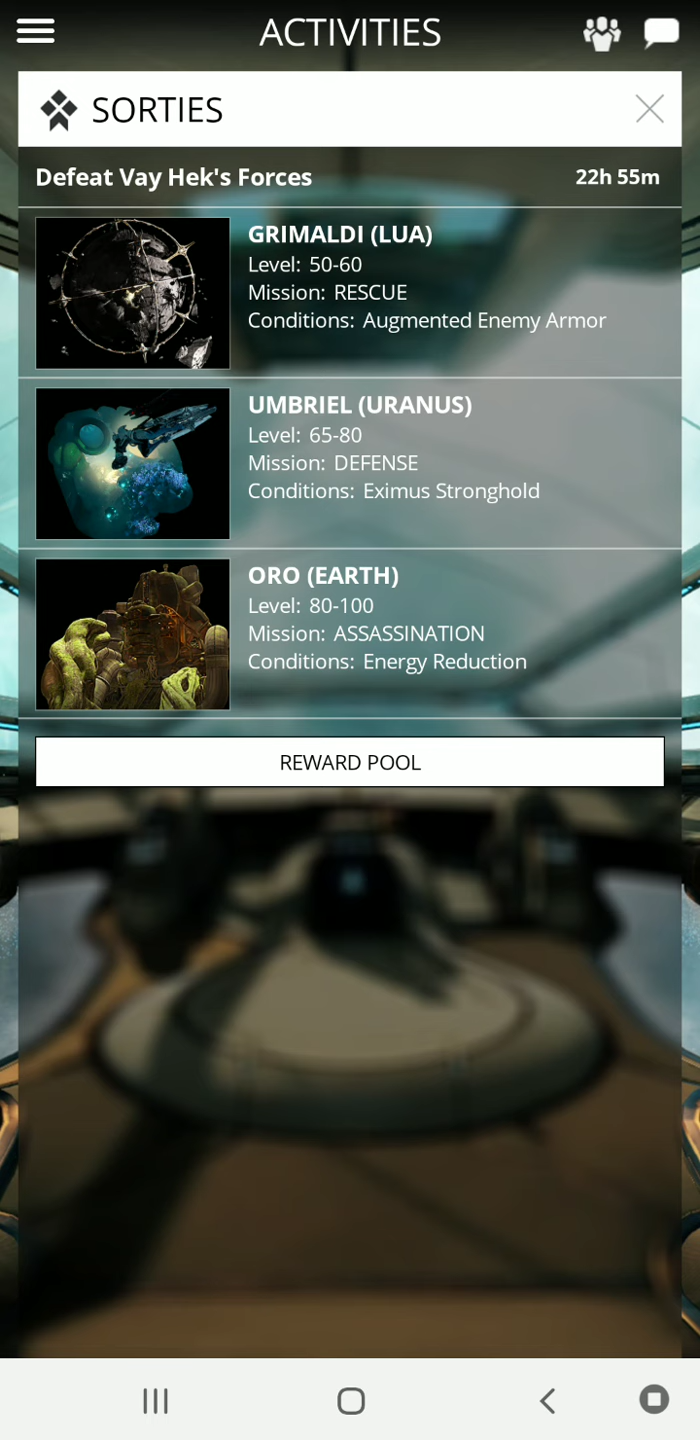 ACTIVITIES
SORTIES
Defeat Vay Hek's Forces 22h 55m
GRIMALDI (LUA)
Level: 50-60
Mission: RESCUE
Conditions: Augmented Enemy Armor
UMBRIEL (URANUS)
Level: 65-80
Mission: DEFENSE
Conditions: Eximus Stronghold
ORO (EARTH)
Level: 80-100
Mission: ASSASSINATION
Conditions: Energy Reduction
REWARD POOL